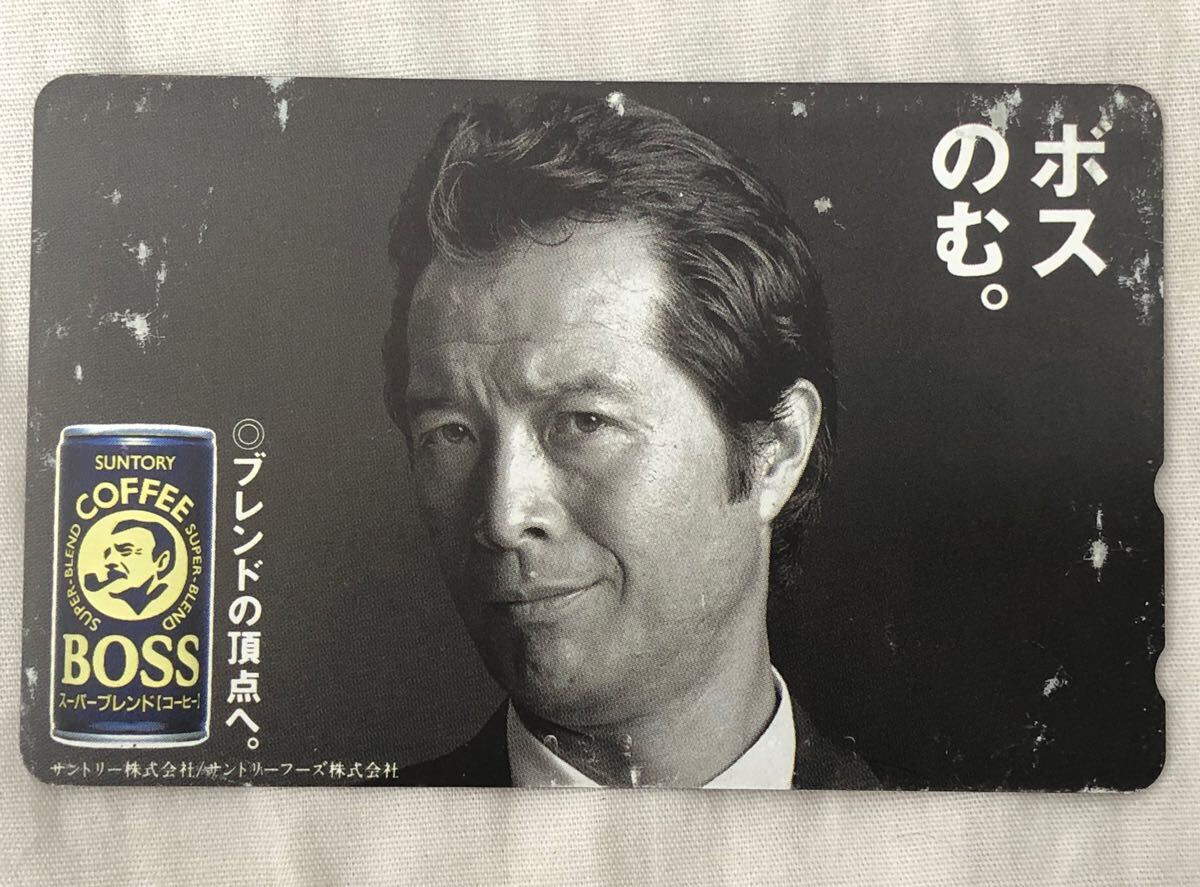 ボス
のむ。
SUNTORY
COFFEE
SUPER-BLEND
SUPER-BLEND
BOSS
スーパーブレンド[コーヒー]
◎ブレンドの頂点へ。
サントリー株式会社/サントリーフーズ株式会社